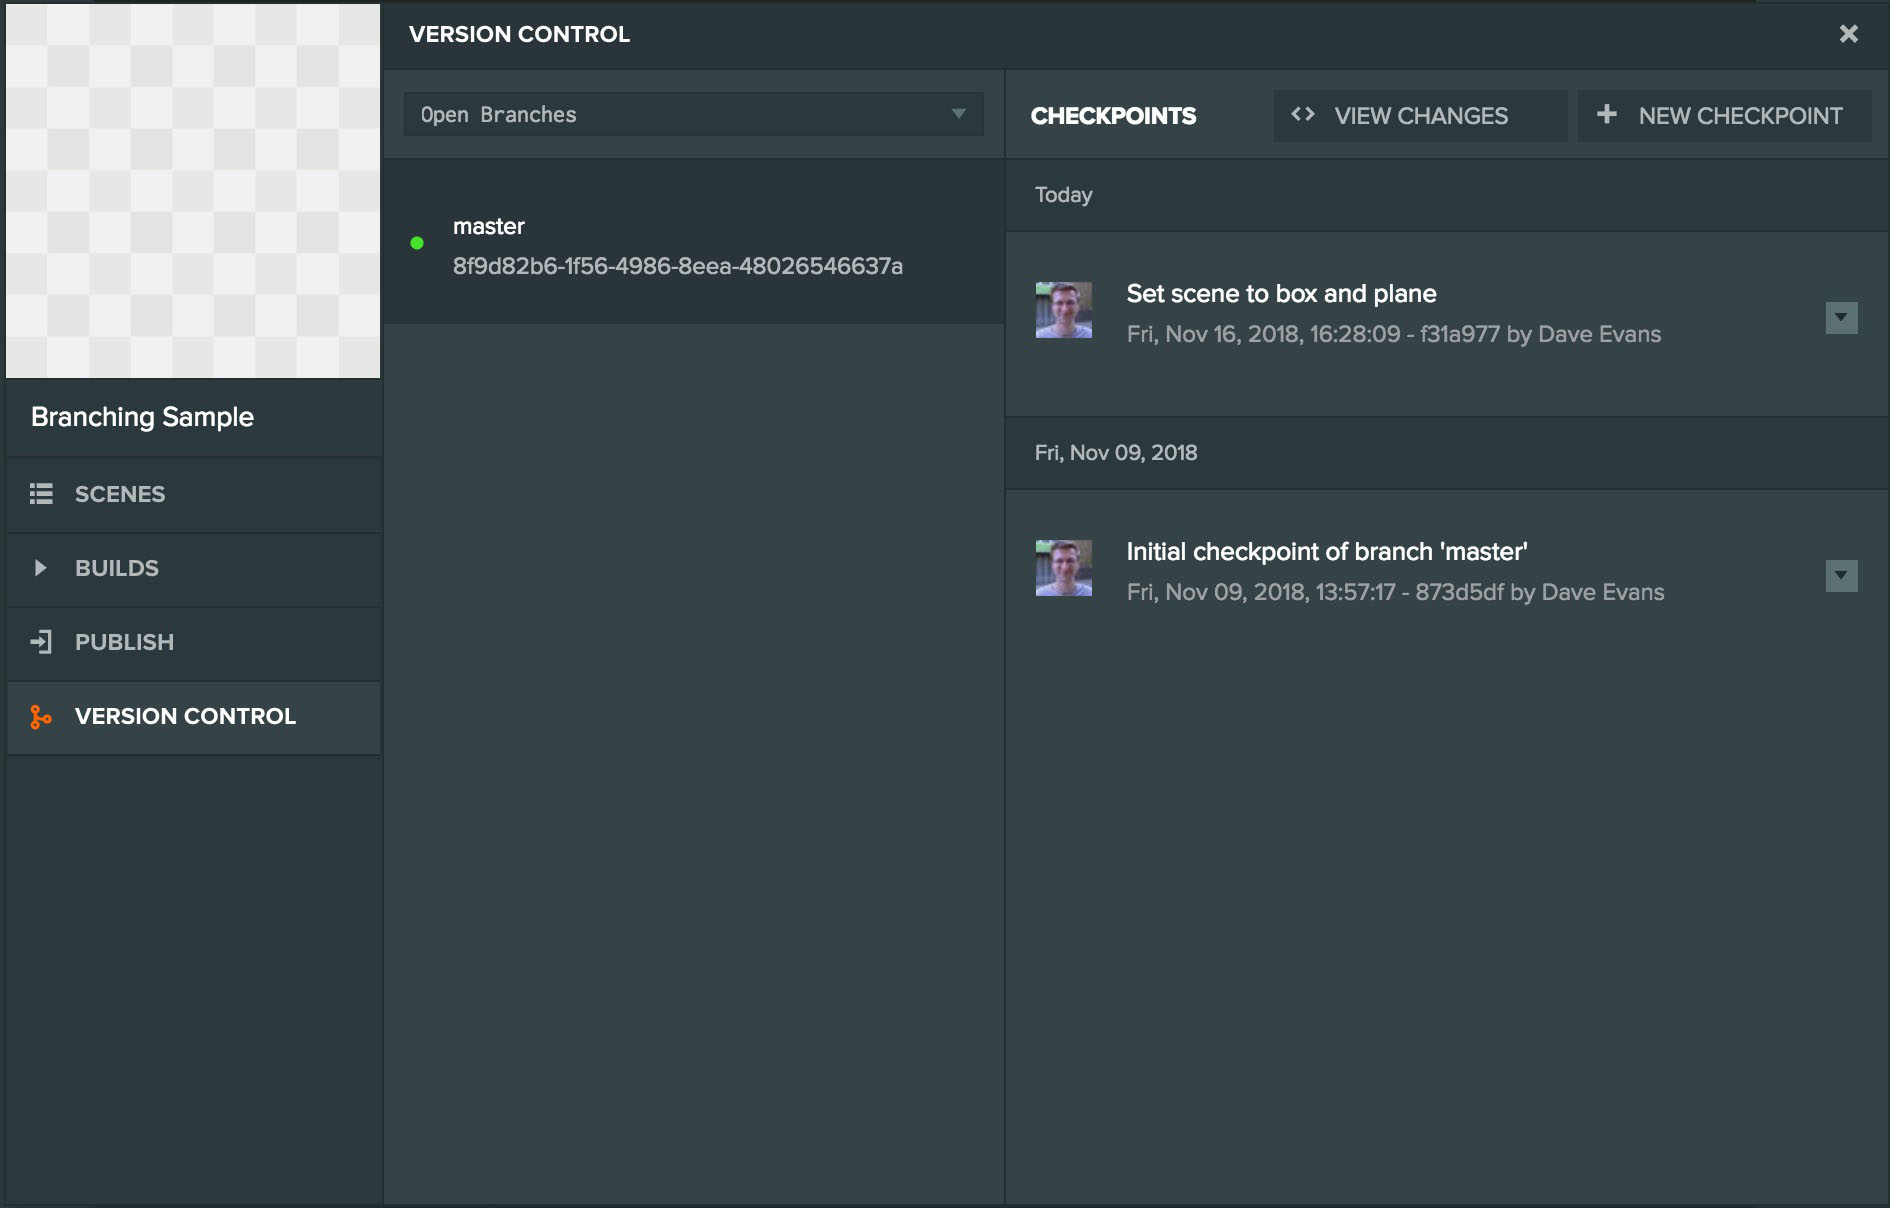 VERSION CONTROL
Open Branches
CHECKPOINTS
VIEW CHANGES
NEW CHECKPOINT
master
8f9d82b6-1f56-4986-8eea-48026546637a
Today
Set scene to box and plane
Fri, Nov 16, 2018, 16:28:09 - f31a977 by Dave Evans
Fri, Nov 09, 2018
Initial checkpoint of branch 'master'
Fri, Nov 09, 2018, 13:57:17 - 873d5df by Dave Evans
Branching Sample
SCENES
BUILDS
PUBLISH
VERSION CONTROL